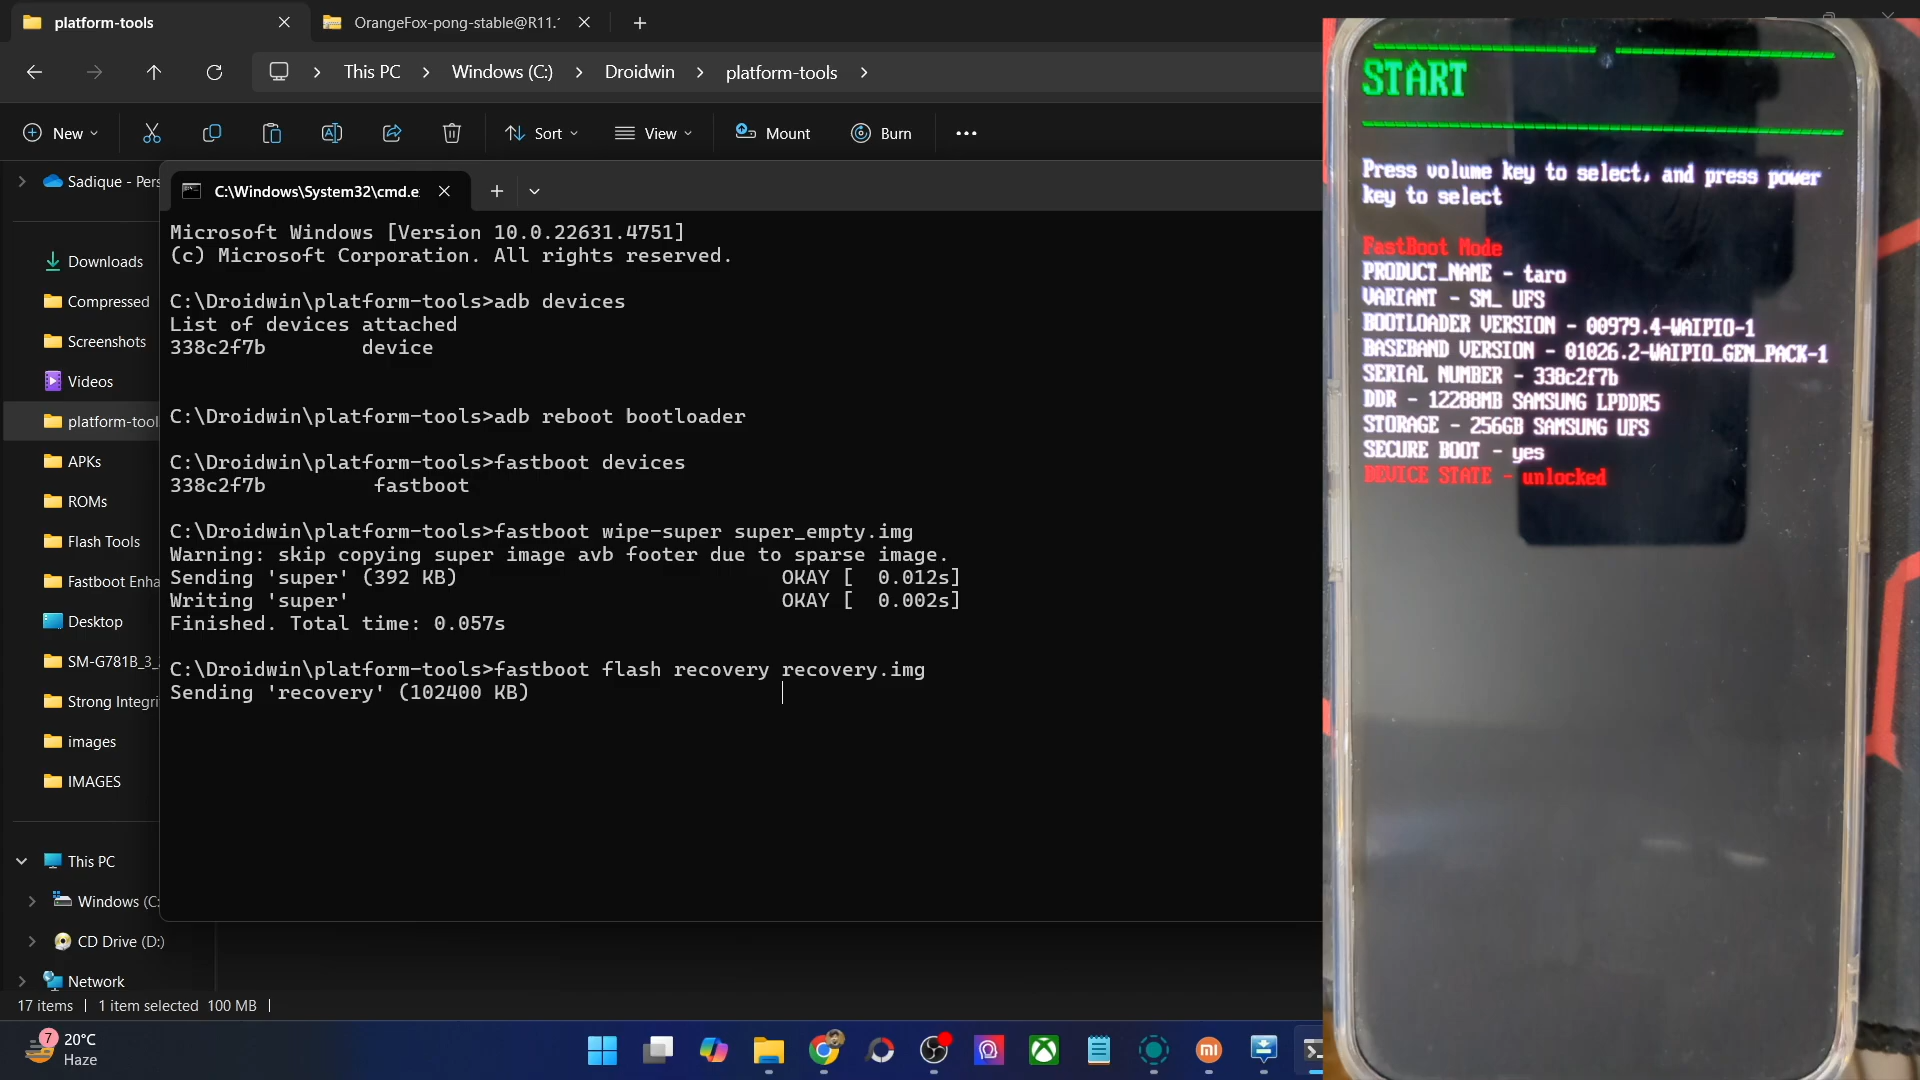 platform-tools
OrangeFox-pong-stable@R11.
This PC
Windows (C:)
Droidwin
platform-tools
New
Sort
View
Mount
Burn
Sadique - Pers
Downloads
Compressed
Screenshots
Videos
platform-tool
APKs
ROMs
Flash Tools
Fastboot Enha
Desktop
SM-G781B_3_
Strong Integri
images
IMAGES
This PC
Windows (C:
CD Drive (D:)
Network
17 items
1 item selected 100 MB
C:\Windows\System32\cmd.e
Microsoft Windows [Version 10.0.22631.4751]
(c) Microsoft Corporation. All rights reserved.
C:\Droidwin\platform-tools>adb devices
List of devices attached
338c2f7b device
C:\Droidwin\platform-tools>adb reboot bootloader
C:\Droidwin\platform-tools>fastboot devices
338c2f7b fastboot
C:\Droidwin\platform-tools>fastboot wipe-super super_empty.img
Warning: skip copying super image avb footer due to sparse image.
Sending 'super' (392 KB) OKAY [ 0.012s]
Writing 'super' OKAY [ 0.002s]
Finished. Total time: 0.057s
C:\Droidwin\platform-tools>fastboot flash recovery recovery.img
Sending 'recovery' (102400 KB)
START
Press volume key to select, and press power
key to select
FastBoot Mode
PRODUCT_NAME - taro
VARIANT - SM_ UFS
BOOTLOADER VERSION - 00979.4-WAIPIO-1
BASEBAND VERSION - 01026.2-WAIPIO_GEN_PACK-1
SERIAL NUMBER - 338c2f7b
DDR - 12288MB SAMSUNG LPDDR5
STORAGE - 256GB SAMSUNG UFS
SECURE BOOT - yes
DEVICE STATE - unlocked
7
20°C
Haze